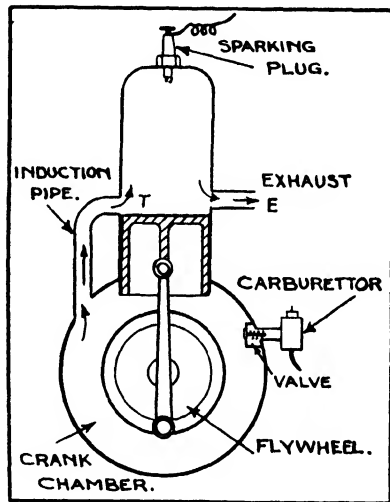 SPARKING
PLUG.
INDUCTION
PIPE.
T
EXHAUST
E
CARBURETTOR
VALVE
FLYWHEEL.
CRANK
CHAMBER.